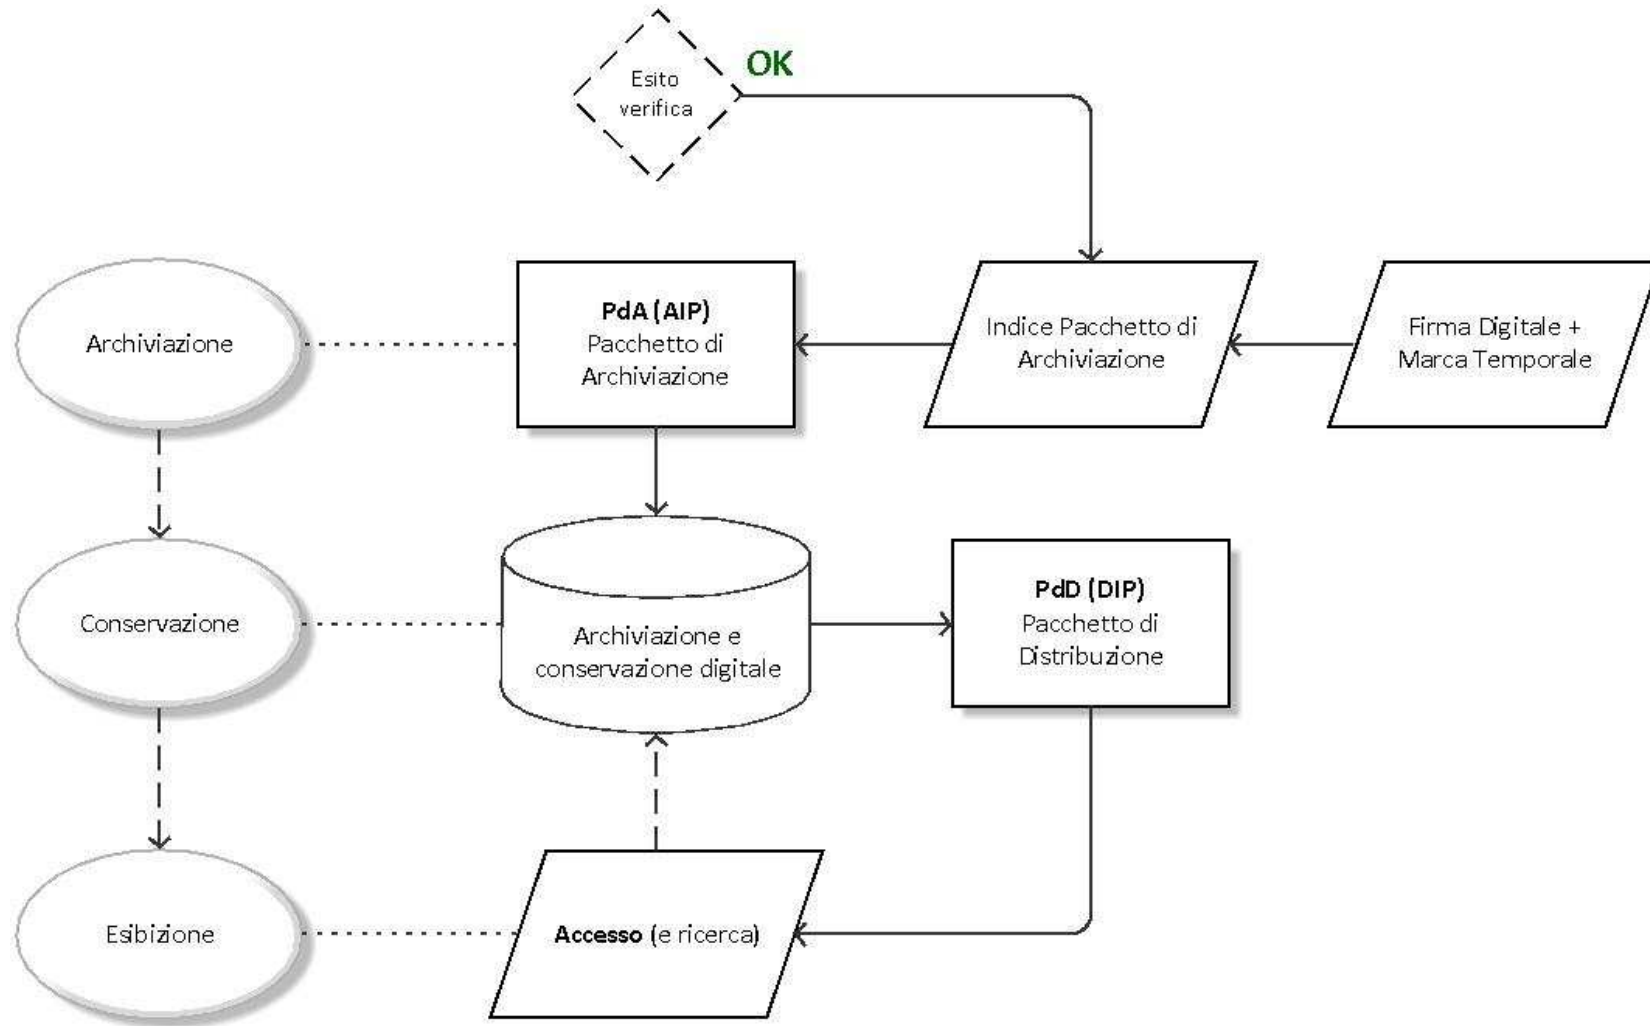 Esito
verifica
OK
Archiviazione
PdA (AIP)
Pacchetto di
Archiviazione
Indice Pacchetto di
Archiviazione
Firma Digitale +
Marca Temporale
Conservazione
Archiviazione e
conservazione digitale
PdD (DIP)
Pacchetto di
Distribuzione
Esibizione
Accesso (e ricerca)